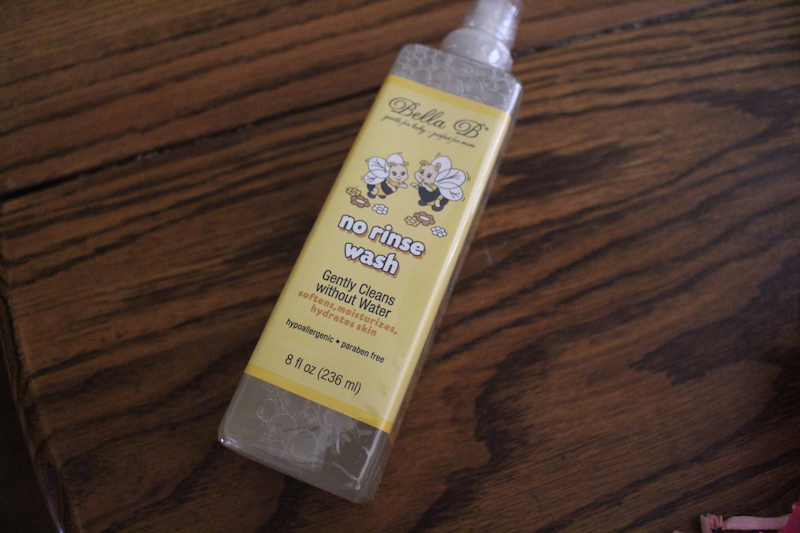 Bella B®
gentle for baby • perfect for mom
no rinse
wash
Gently Cleans
without Water
softens, moisturizes,
hydrates skin
hypoallergenic • paraben free
8 fl oz (236 ml)